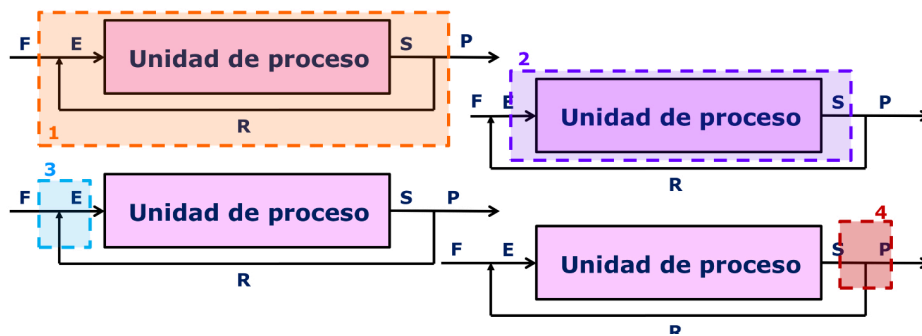 F E Unidad de proceso S P
R
1
2
F E Unidad de proceso S P
R
3
F E Unidad de proceso S P
R
4
F E Unidad de proceso S P
R